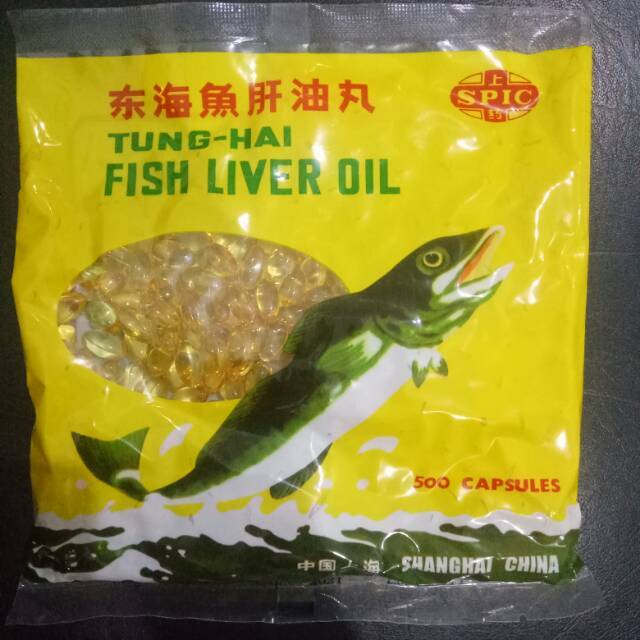 东海魚肝油丸
上
SPIC
TUNG-HAI
FISH LIVER OIL
500 CAPSULES
中国上海 SHANGHAI CHINA